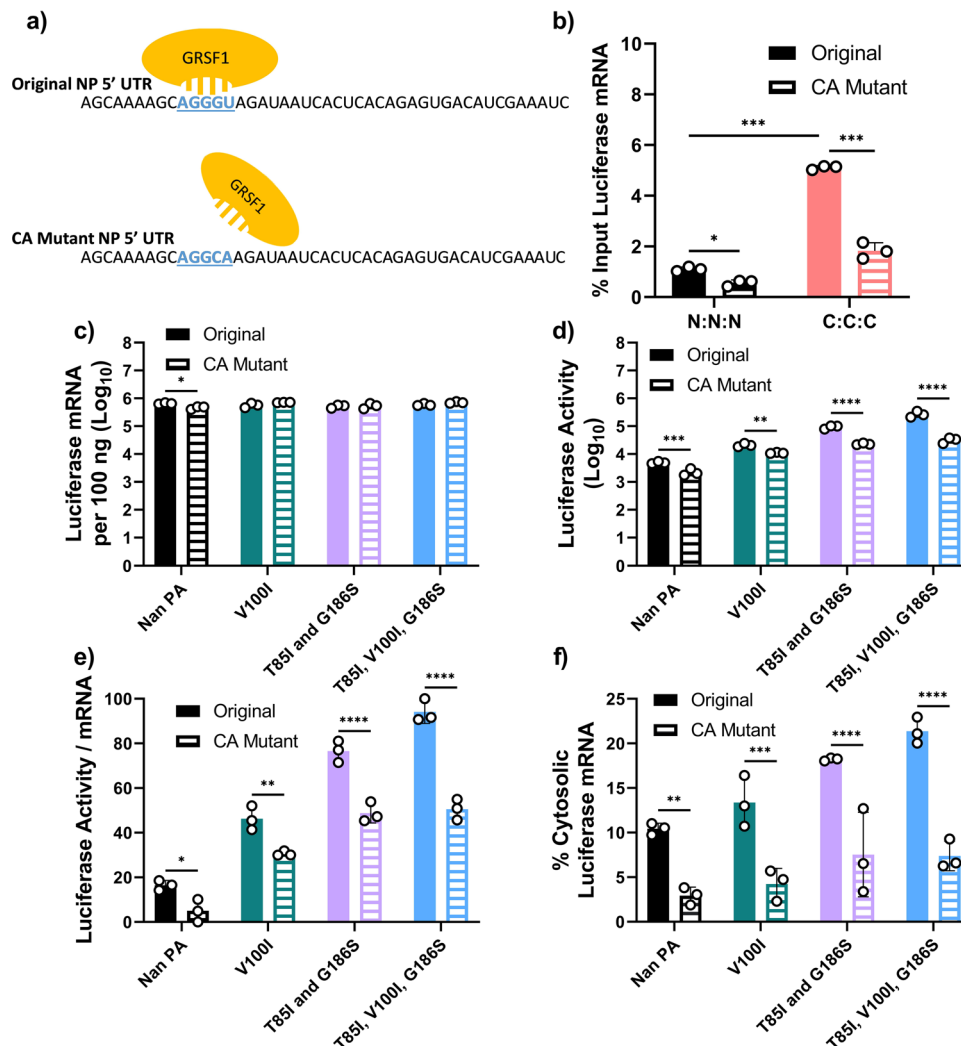 a)
GRSF1
Original NP 5’ UTR
AGCAAAAGCAGGGUAGAUAAUCACUCACAGAGUGACAUCGAAAUC
GRSF1
CA Mutant NP 5’ UTR
AGCAAAAGCAGGCAAGAUAAUCACUCACAGAGUGACAUCGAAAUC
b)
% Input Luciferase mRNA
10
8
6
4
2
0
Original
CA Mutant
***
***
*
N:N:N
C:C:C
c)
Luciferase mRNA
per 100 ng (Log10)
8
7
6
5
4
3
2
1
0
Original
CA Mutant
*
Nan PA
V100I
T85I and G186S
T85I, V100I, G186S
d)
Luciferase Activity
(Log10)
8
7
6
5
4
3
2
1
0
Original
CA Mutant
***
**
****
****
Nan PA
V100I
T85I and G186S
T85I, V100I, G186S
e)
Luciferase Activity / mRNA
100
80
60
40
20
0
Original
CA Mutant
*
**
****
****
Nan PA
V100I
T85I and G186S
T85I, V100I, G186S
f)
% Cytosolic
Luciferase mRNA
25
20
15
10
5
0
Original
CA Mutant
**
***
****
****
Nan PA
V100I
T85I and G186S
T85I, V100I, G186S